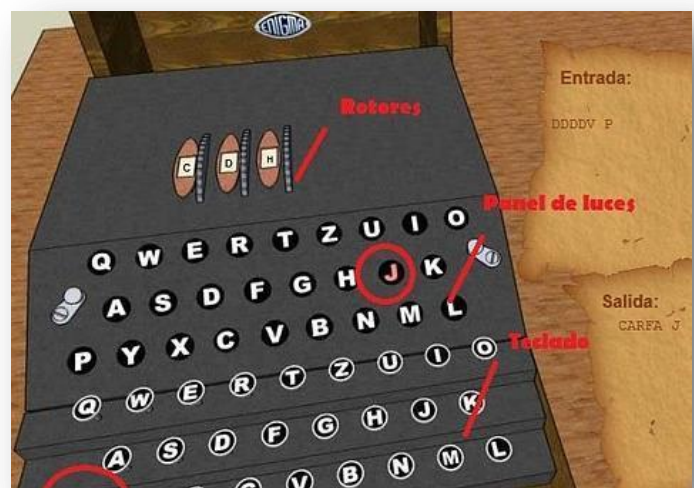 ENIGMA
Rotores
Entrada:
DDDDV P
C D H
Panel de luces
Q W E R T Z U I O
A S D F G H J K
P Y X C V B N M L
Salida:
CARFA J
Teclado
Q W E R T Z U I O
A S D F G H J K
V B N M L